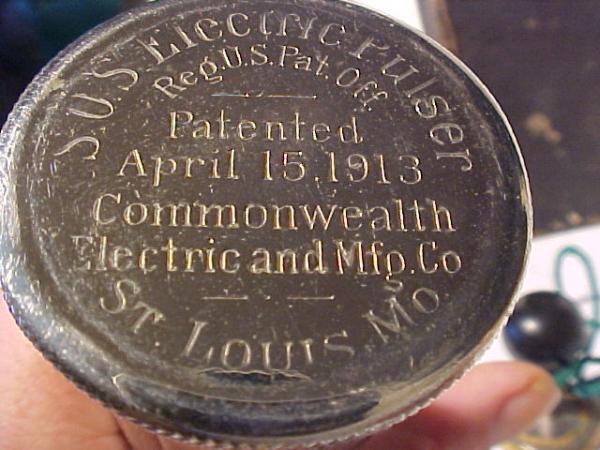 S.O.S Electric Pulser
Reg.U.S.Pat.Off
Patented
April 15.1913
Commonwealth
Electric and Mfg.Co
St. Louis Mo.